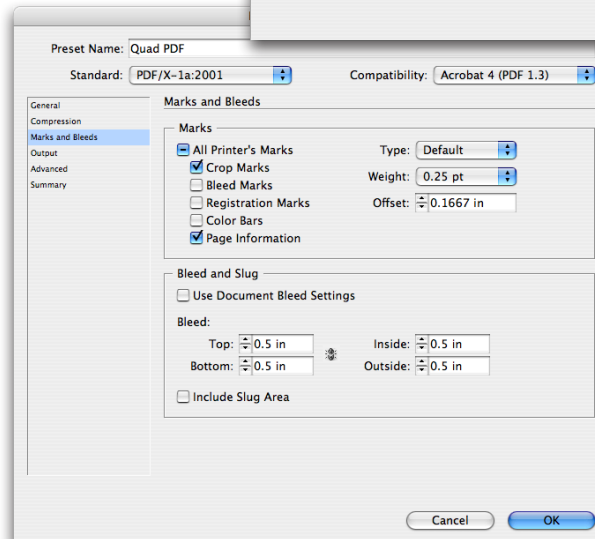 Preset Name: Quad PDF
Standard: PDF/X-1a:2001 Compatibility: Acrobat 4 (PDF 1.3)
General
Compression
Marks and Bleeds
Output
Advanced
Summary
Marks and Bleeds
Marks
All Printer's Marks Type: Default
Crop Marks
Bleed Marks Weight: 0.25 pt
Registration Marks Offset: 0.1667 in
Color Bars
Page Information
Bleed and Slug
Use Document Bleed Settings
Bleed:
Top: 0.5 in Inside: 0.5 in
Bottom: 0.5 in Outside: 0.5 in
Include Slug Area
Cancel OK